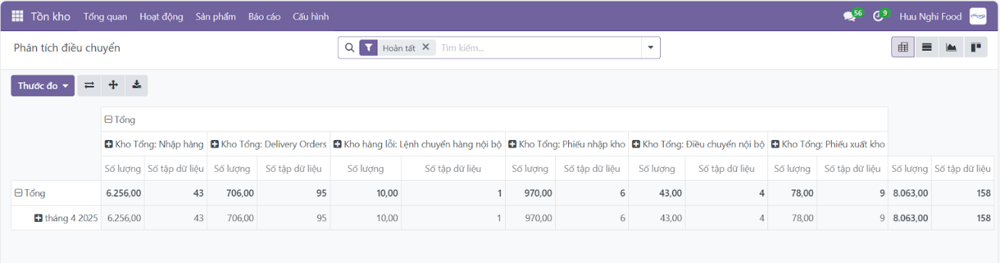 Tồn kho Tổng quan Hoạt động Sản phẩm Báo cáo Cấu hình 56 9 Huu Nghi Food
Phân tích điều chuyển Hoàn tất Tìm kiếm...
Thước đo
Tổng
Kho Tổng: Nhập hàng Kho Tổng: Delivery Orders Kho hàng lỗi: Lệnh chuyển hàng nội bộ Kho Tổng: Phiếu nhập kho Kho Tổng: Điều chuyển nội bộ Kho Tổng: Phiếu xuất kho
Số lượng Số tập dữ liệu Số lượng Số tập dữ liệu Số lượng Số tập dữ liệu Số lượng Số tập dữ liệu Số lượng Số tập dữ liệu Số lượng Số tập dữ liệu Số lượng Số tập dữ liệu
Tổng 6.256,00 43 706,00 95 10,00 1 970,00 6 43,00 4 78,00 9 8.063,00 158
tháng 4 2025 6.256,00 43 706,00 95 10,00 1 970,00 6 43,00 4 78,00 9 8.063,00 158